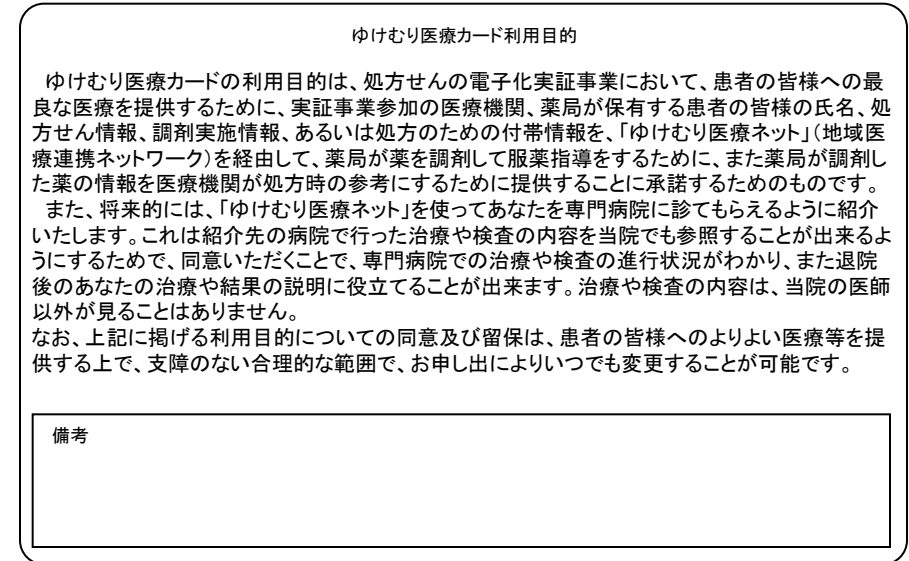 ゆけむり医療カード利用目的
ゆけむり医療カードの利用目的は、処方せんの電子化実証事業において、患者の皆様への最
良な医療を提供するために、実証事業参加の医療機関、薬局が保有する患者の皆様の氏名、処
方せん情報、調剤実施情報、あるいは処方のための付帯情報を、「ゆけむり医療ネット」(地域医
療連携ネットワーク)を経由して、薬局が薬を調剤して服薬指導をするために、また薬局が調剤し
た薬の情報を医療機関が処方時の参考にするために提供することに承諾するためのものです。
また、将来的には、「ゆけむり医療ネット」を使ってあなたを専門病院に診てもらえるように紹介
いたします。これは紹介先の病院で行った治療や検査の内容を当院でも参照することが出来るよ
うにするためで、同意いただくことで、専門病院での治療や検査の進行状況がわかり、また退院
後のあなたの治療や結果の説明に役立てることが出来ます。治療や検査の内容は、当院の医師
以外が見ることはありません。
なお、上記に掲げる利用目的についての同意及び留保は、患者の皆様へのよりよい医療等を提
供する上で、支障のない合理的な範囲で、お申し出によりいつでも変更することが可能です。
備考